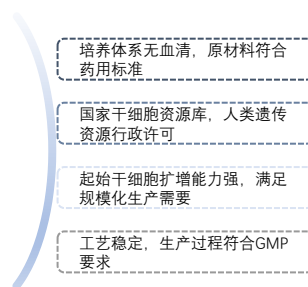 培养体系无血清，原材料符合
药用标准
国家干细胞资源库，人类遗传
资源行政许可
起始干细胞扩增能力强，满足
规模化生产需要
工艺稳定，生产过程符合GMP
要求